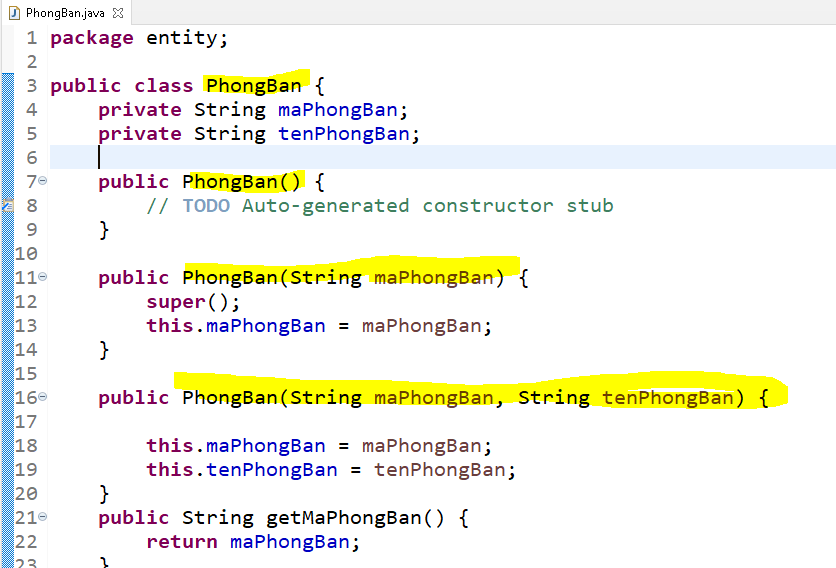 PhongBan.java
1 package entity;
2
3 public class PhongBan {
4 private String maPhongBan;
5 private String tenPhongBan;
6
7 public PhongBan() {
8 // TODO Auto-generated constructor stub
9 }
10
11 public PhongBan(String maPhongBan) {
12 super();
13 this.maPhongBan = maPhongBan;
14 }
15
16 public PhongBan(String maPhongBan, String tenPhongBan) {
17
18 this.maPhongBan = maPhongBan;
19 this.tenPhongBan = tenPhongBan;
20 }
21 public String getMaPhongBan() {
22 return maPhongBan;
23 }